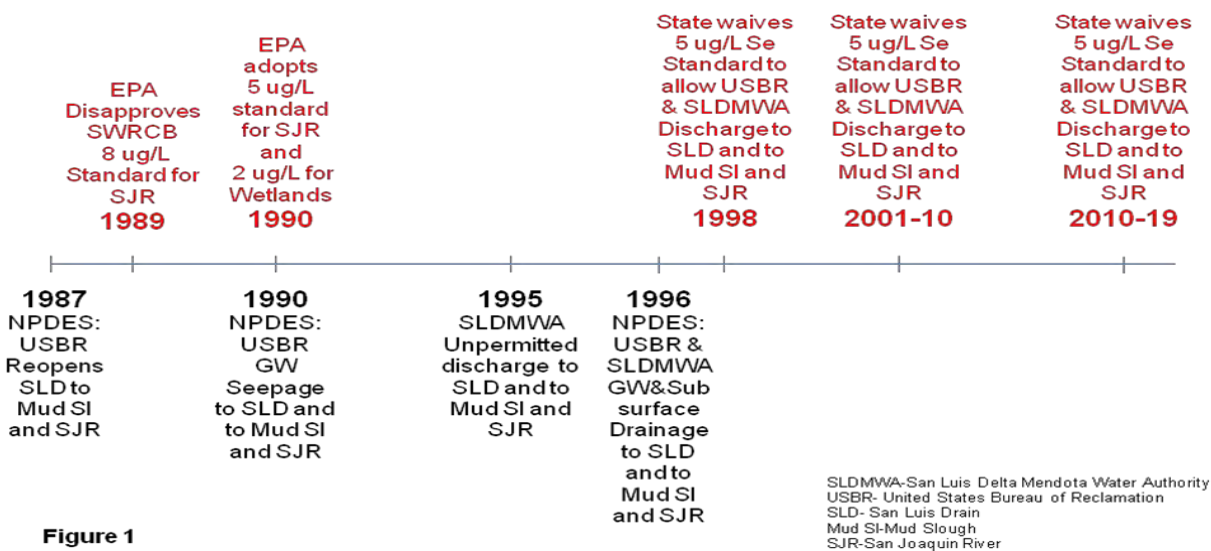 EPA
Disapproves
SWRCB
8 ug/L
Standard for
SJR
1989
EPA
adopts
5 ug/L
standard
for SJR
and
2 ug/L for
Wetlands
1990
State waives
5 ug/L Se
Standard to
allow USBR
& SLDMWA
Discharge to
SLD and to
Mud Sl and
SJR
1998
State waives
5 ug/L Se
Standard to
allow USBR
& SLDMWA
Discharge to
SLD and to
Mud Sl and
SJR
2001-10
State waives
5 ug/L Se
Standard to
allow USBR
& SLDMWA
Discharge to
SLD and to
Mud Sl and
SJR
2010-19
1987
NPDES:
USBR
Reopens
SLD to
Mud Sl
and SJR
1990
NPDES:
USBR
GW
Seepage
to SLD and
to Mud Sl
and SJR
1995
SLDMWA
Unpermitted
discharge to
SLD and to
Mud Sl and
SJR
1996
NPDES:
USBR &
SLDMWA
GW&Sub
surface
Drainage
to SLD
and to
Mud Sl
and SJR
SLDMWA-San Luis Delta Mendota Water Authority
USBR- United States Bureau of Reclamation
SLD- San Luis Drain
Mud Sl-Mud Slough
SJR-San Joaquin River
Figure 1